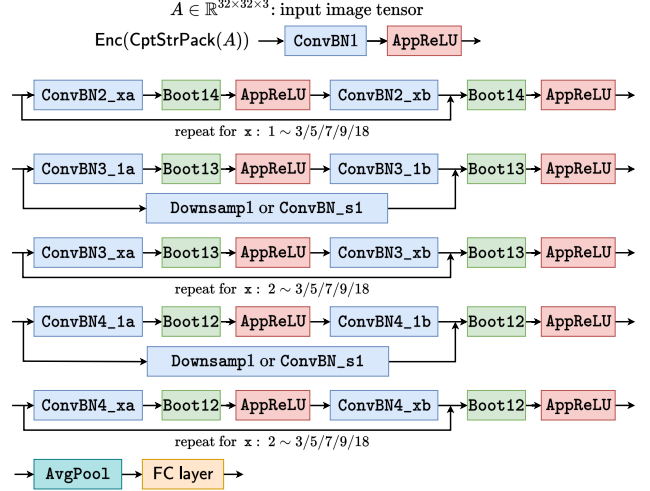 A ∈ ℝ^{32×32×3}: input image tensor
Enc(CptStrPack(A)) ConvBN1 AppReLU
ConvBN2_xa Boot14 AppReLU ConvBN2_xb Boot14 AppReLU
repeat for x : 1 ∼ 3/5/7/9/18
ConvBN3_1a Boot13 AppReLU ConvBN3_1b Boot13 AppReLU
Downsampl or ConvBN_s1
ConvBN3_xa Boot13 AppReLU ConvBN3_xb Boot13 AppReLU
repeat for x : 2 ∼ 3/5/7/9/18
ConvBN4_1a Boot12 AppReLU ConvBN4_1b Boot12 AppReLU
Downsampl or ConvBN_s1
ConvBN4_xa Boot12 AppReLU ConvBN4_xb Boot12 AppReLU
repeat for x : 2 ∼ 3/5/7/9/18
AvgPool FC layer